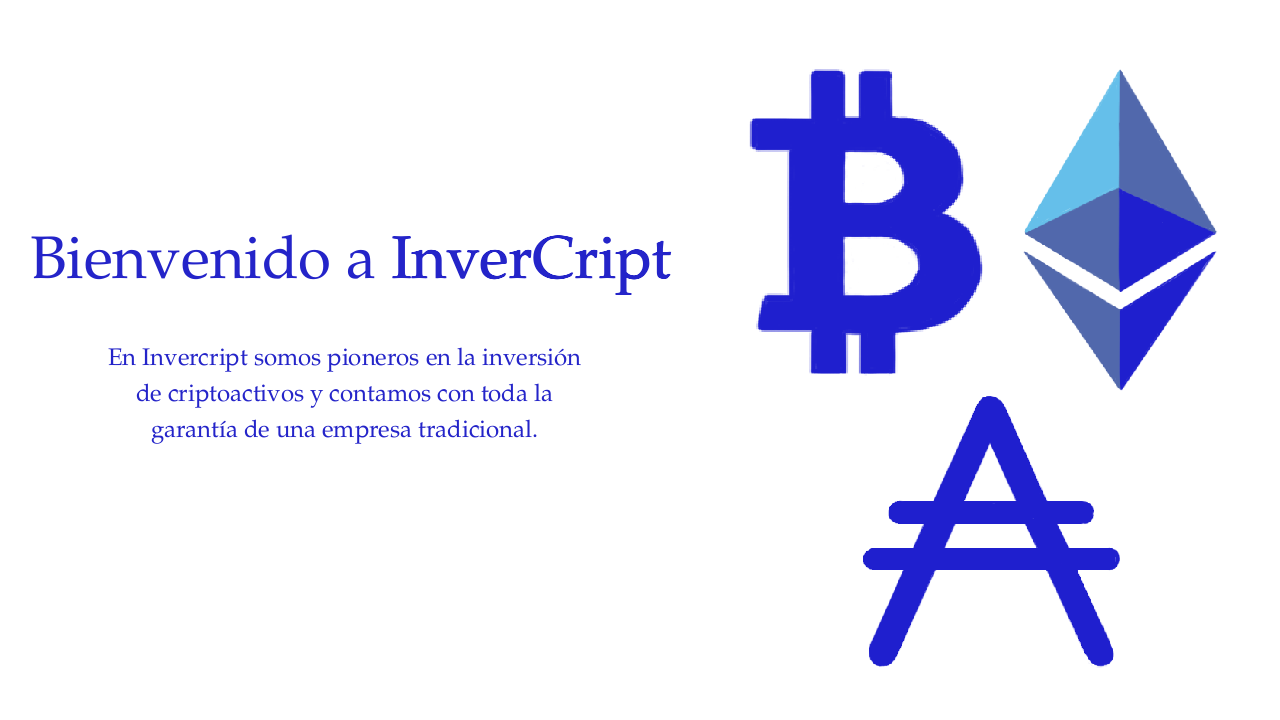 Bienvenido a InverCript
En Invercript somos pioneros en la inversión
de criptoactivos y contamos con toda la
garantía de una empresa tradicional.